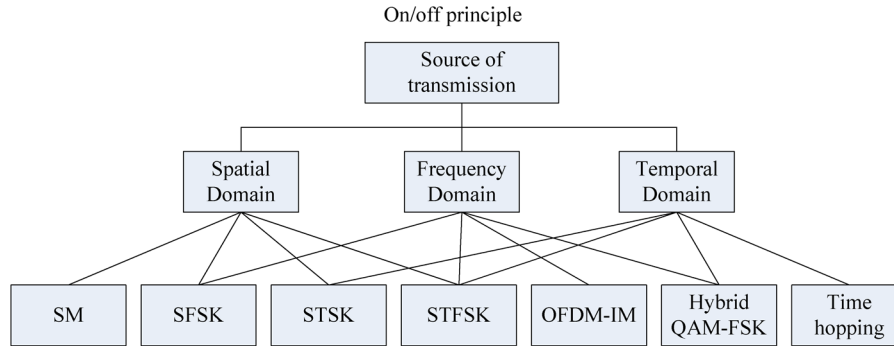 On/off principle
Source of
transmission
Spatial
Domain
Frequency
Domain
Temporal
Domain
SM
SFSK
STSK
STFSK
OFDM-IM
Hybrid
QAM-FSK
Time
hopping